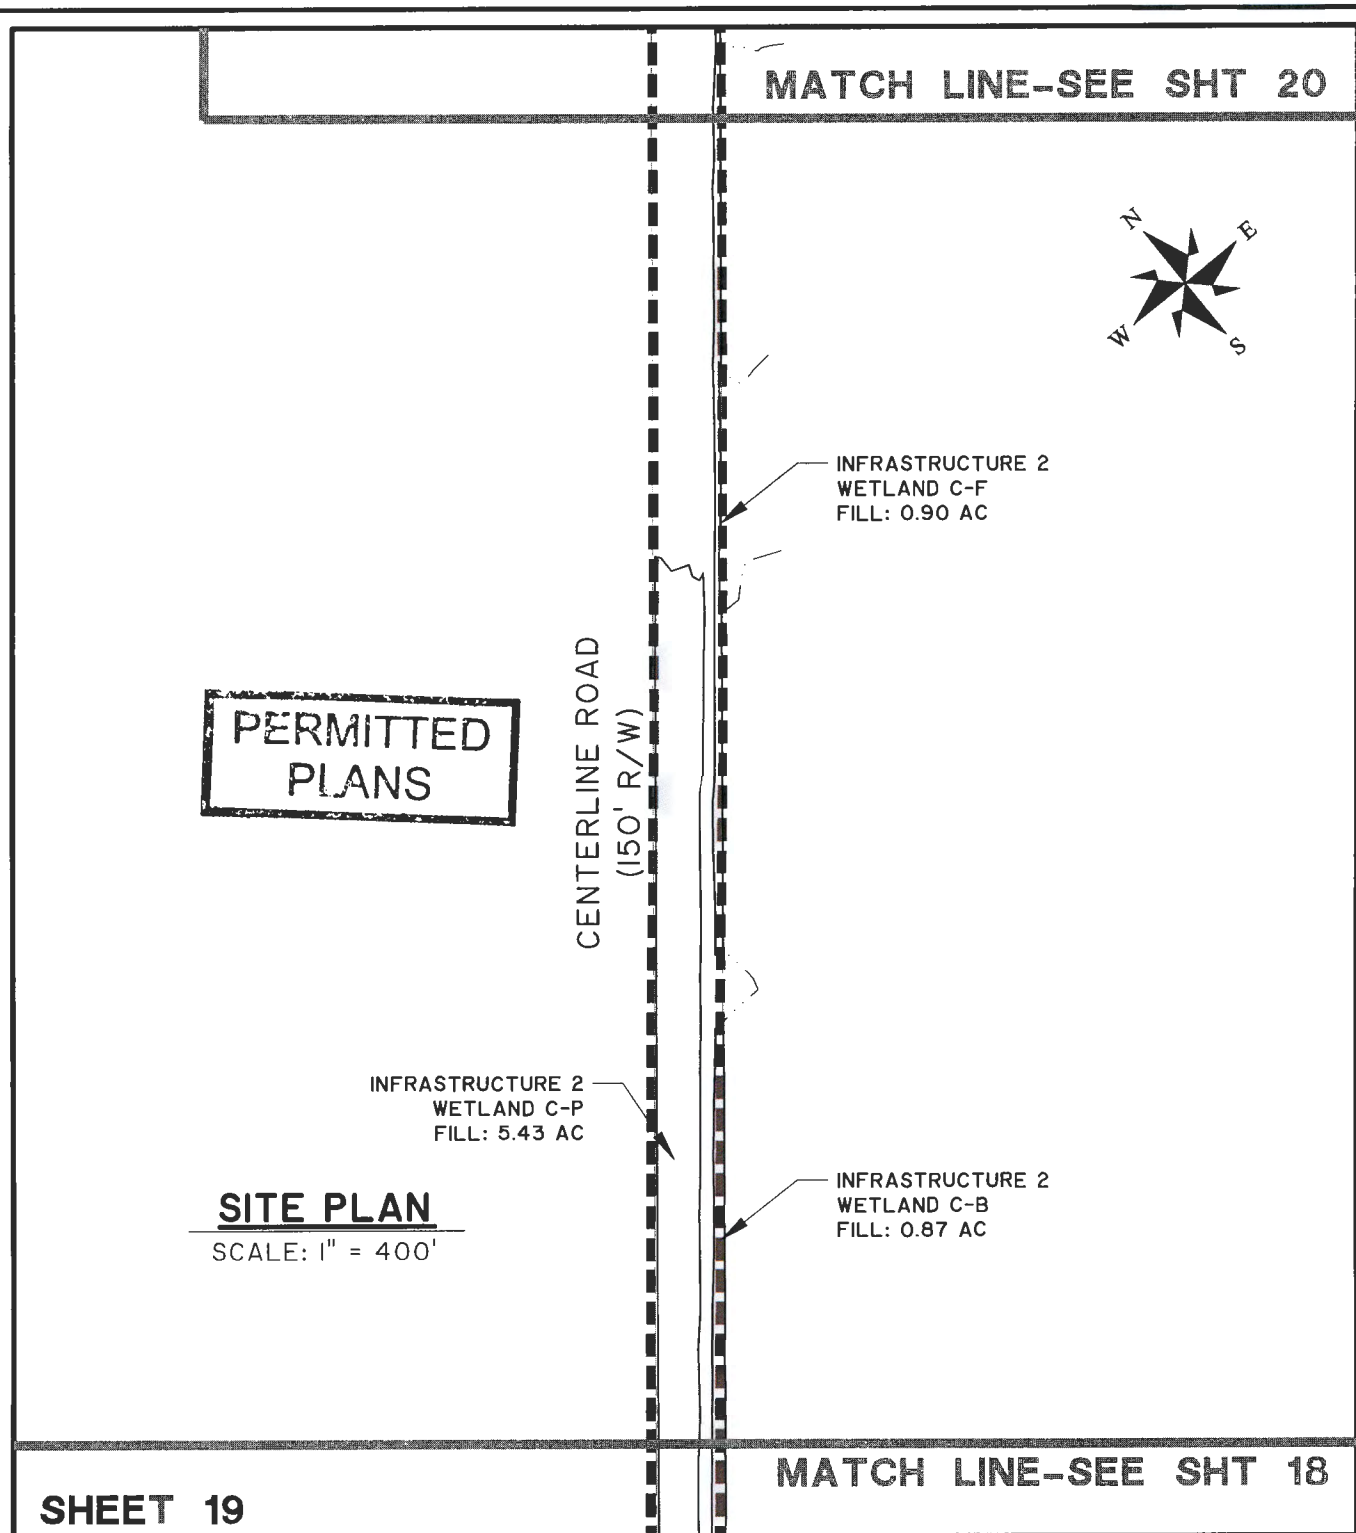 MATCH LINE-SEE SHT 20
N
E
W
S
INFRASTRUCTURE 2
WETLAND C-F
FILL: 0.90 AC
CENTERLINE ROAD
(150' R/W)
PERMITTED
PLANS
INFRASTRUCTURE 2
WETLAND C-P
FILL: 5.43 AC
INFRASTRUCTURE 2
WETLAND C-B
FILL: 0.87 AC
SITE PLAN
SCALE: 1" = 400'
MATCH LINE-SEE SHT 18
SHEET 19